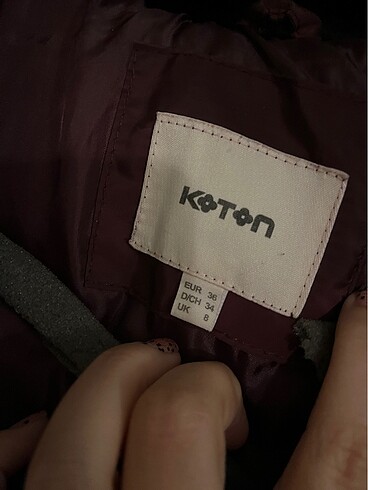 KOTON
EUR 36
D/CH 34
UK 8